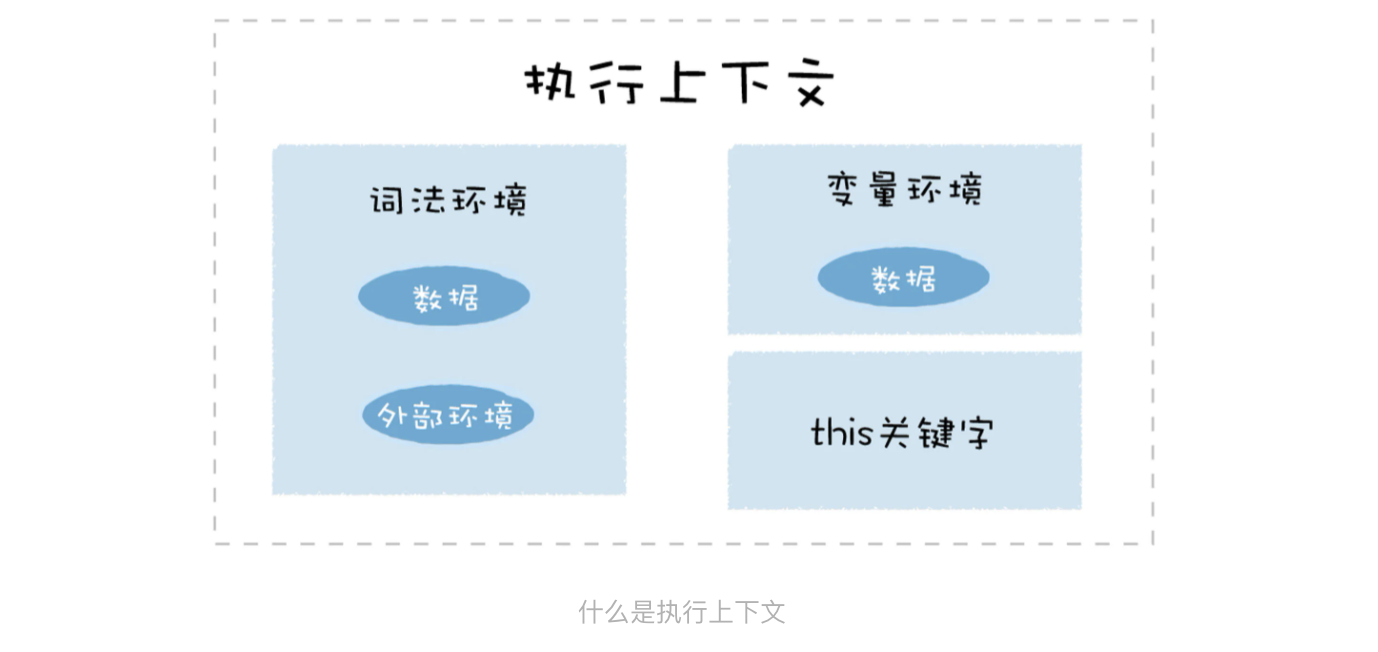 执行上下文
词法环境
数据
外部环境
变量环境
数据
this关键字
什么是执行上下文